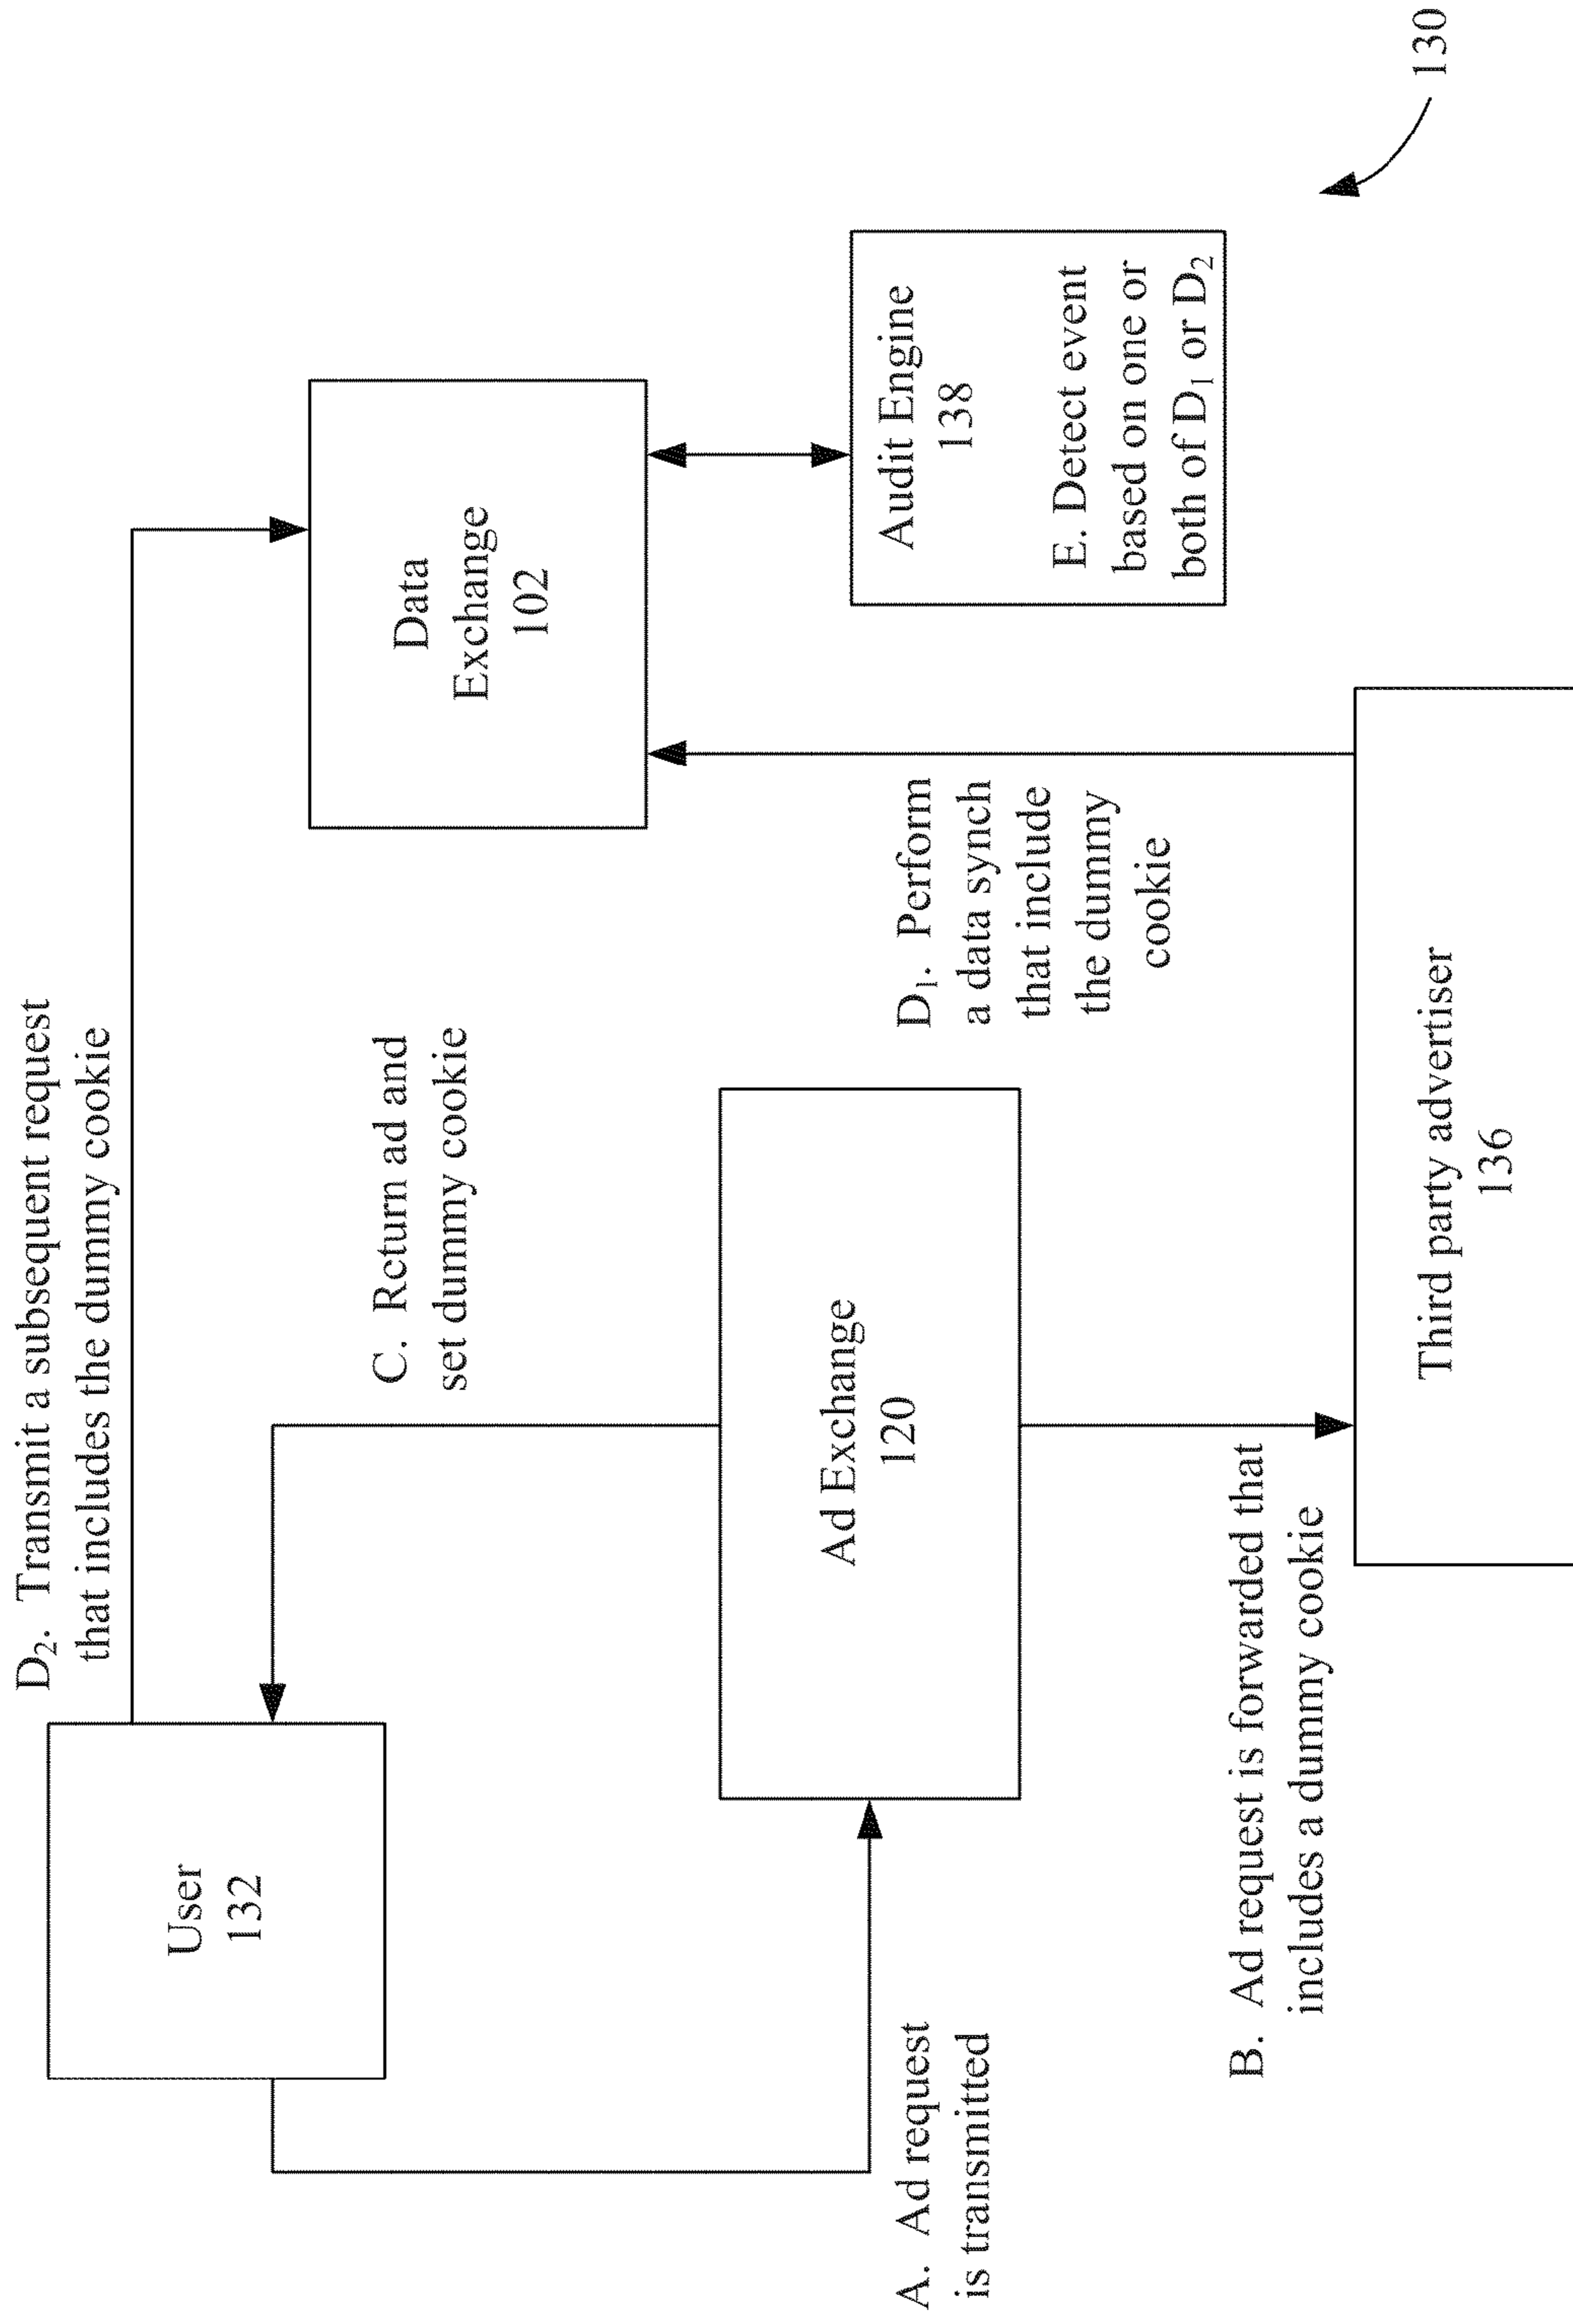 D2. Transmit a subsequent request
that includes the dummy cookie
User
132
C. Return ad and
set dummy cookie
Data
Exchange
102
A. Ad request
is transmitted
Ad Exchange
120
D1. Perform
a data synch
that include
the dummy
cookie
Audit Engine
138
E. Detect event
based on one or
both of D1 or D2
B. Ad request is forwarded that
includes a dummy cookie
Third party advertiser
136
130